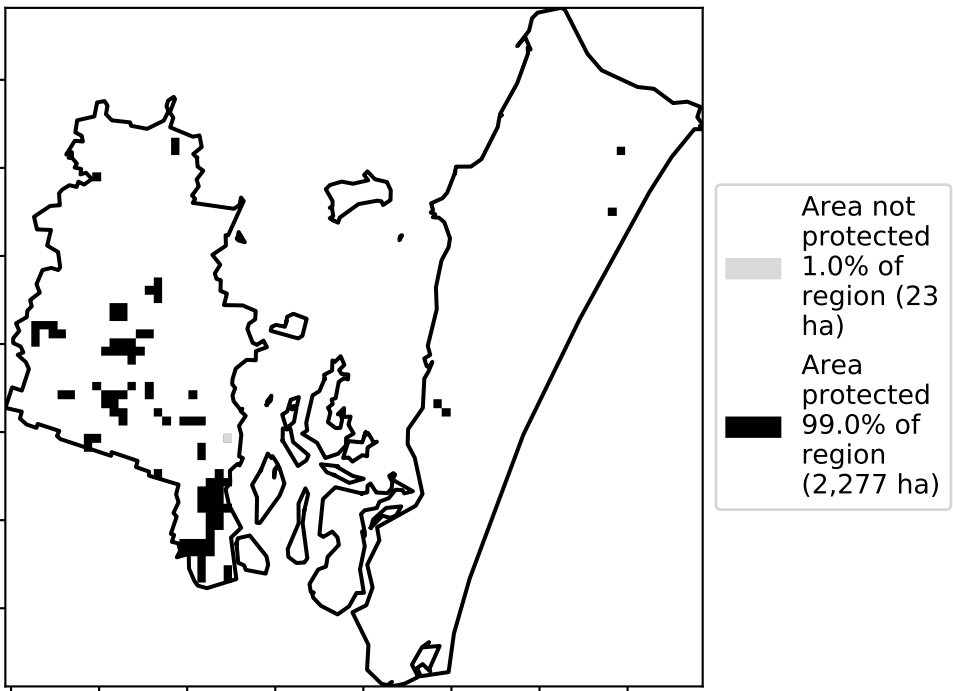 Area not
protected
1.0% of
region (23
ha)
Area
protected
99.0% of
region
(2,277 ha)